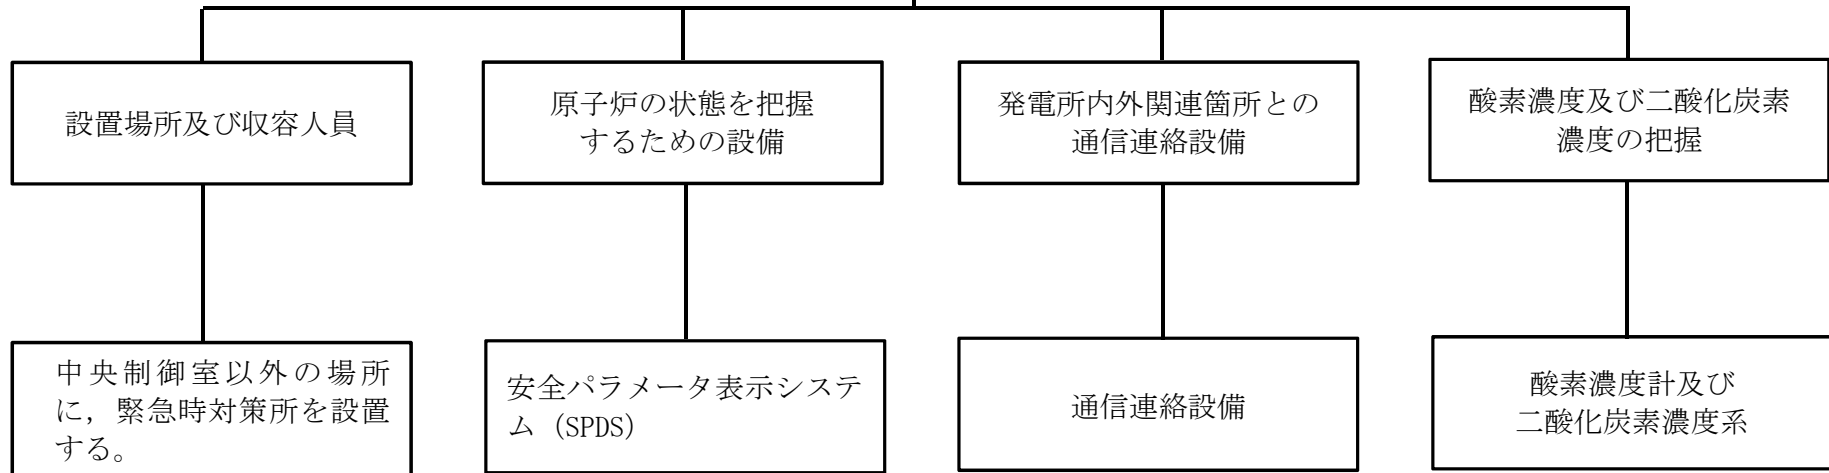 設置場所及び収容人員
原子炉の状態を把握
するための設備
発電所内外関連箇所との
通信連絡設備
酸素濃度及び二酸化炭素
濃度の把握
中央制御室以外の場所
に，緊急時対策所を設置
する。
安全パラメータ表示システ
ム（SPDS）
通信連絡設備
酸素濃度計及び
二酸化炭素濃度系